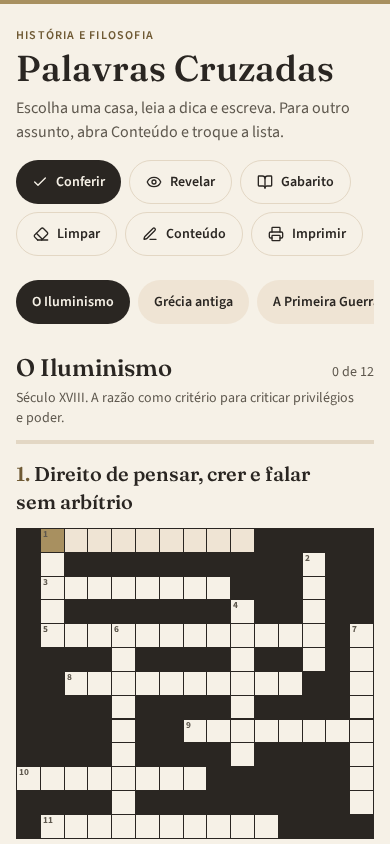 HISTÓRIA E FILOSOFIA
Palavras Cruzadas
Escolha uma casa, leia a dica e escreva. Para outro
assunto, abra Conteúdo e troque a lista.
Conferir
Revelar
Gabarito
Limpar
Conteúdo
Imprimir
O Iluminismo
Grécia antiga
A Primeira Guerr
O Iluminismo
0 de 12
Século XVIII. A razão como critério para criticar privilégios
e poder.
1. Direito de pensar, crer e falar
sem arbítrio
1
2
3
4
5
6
7
8
9
10
11